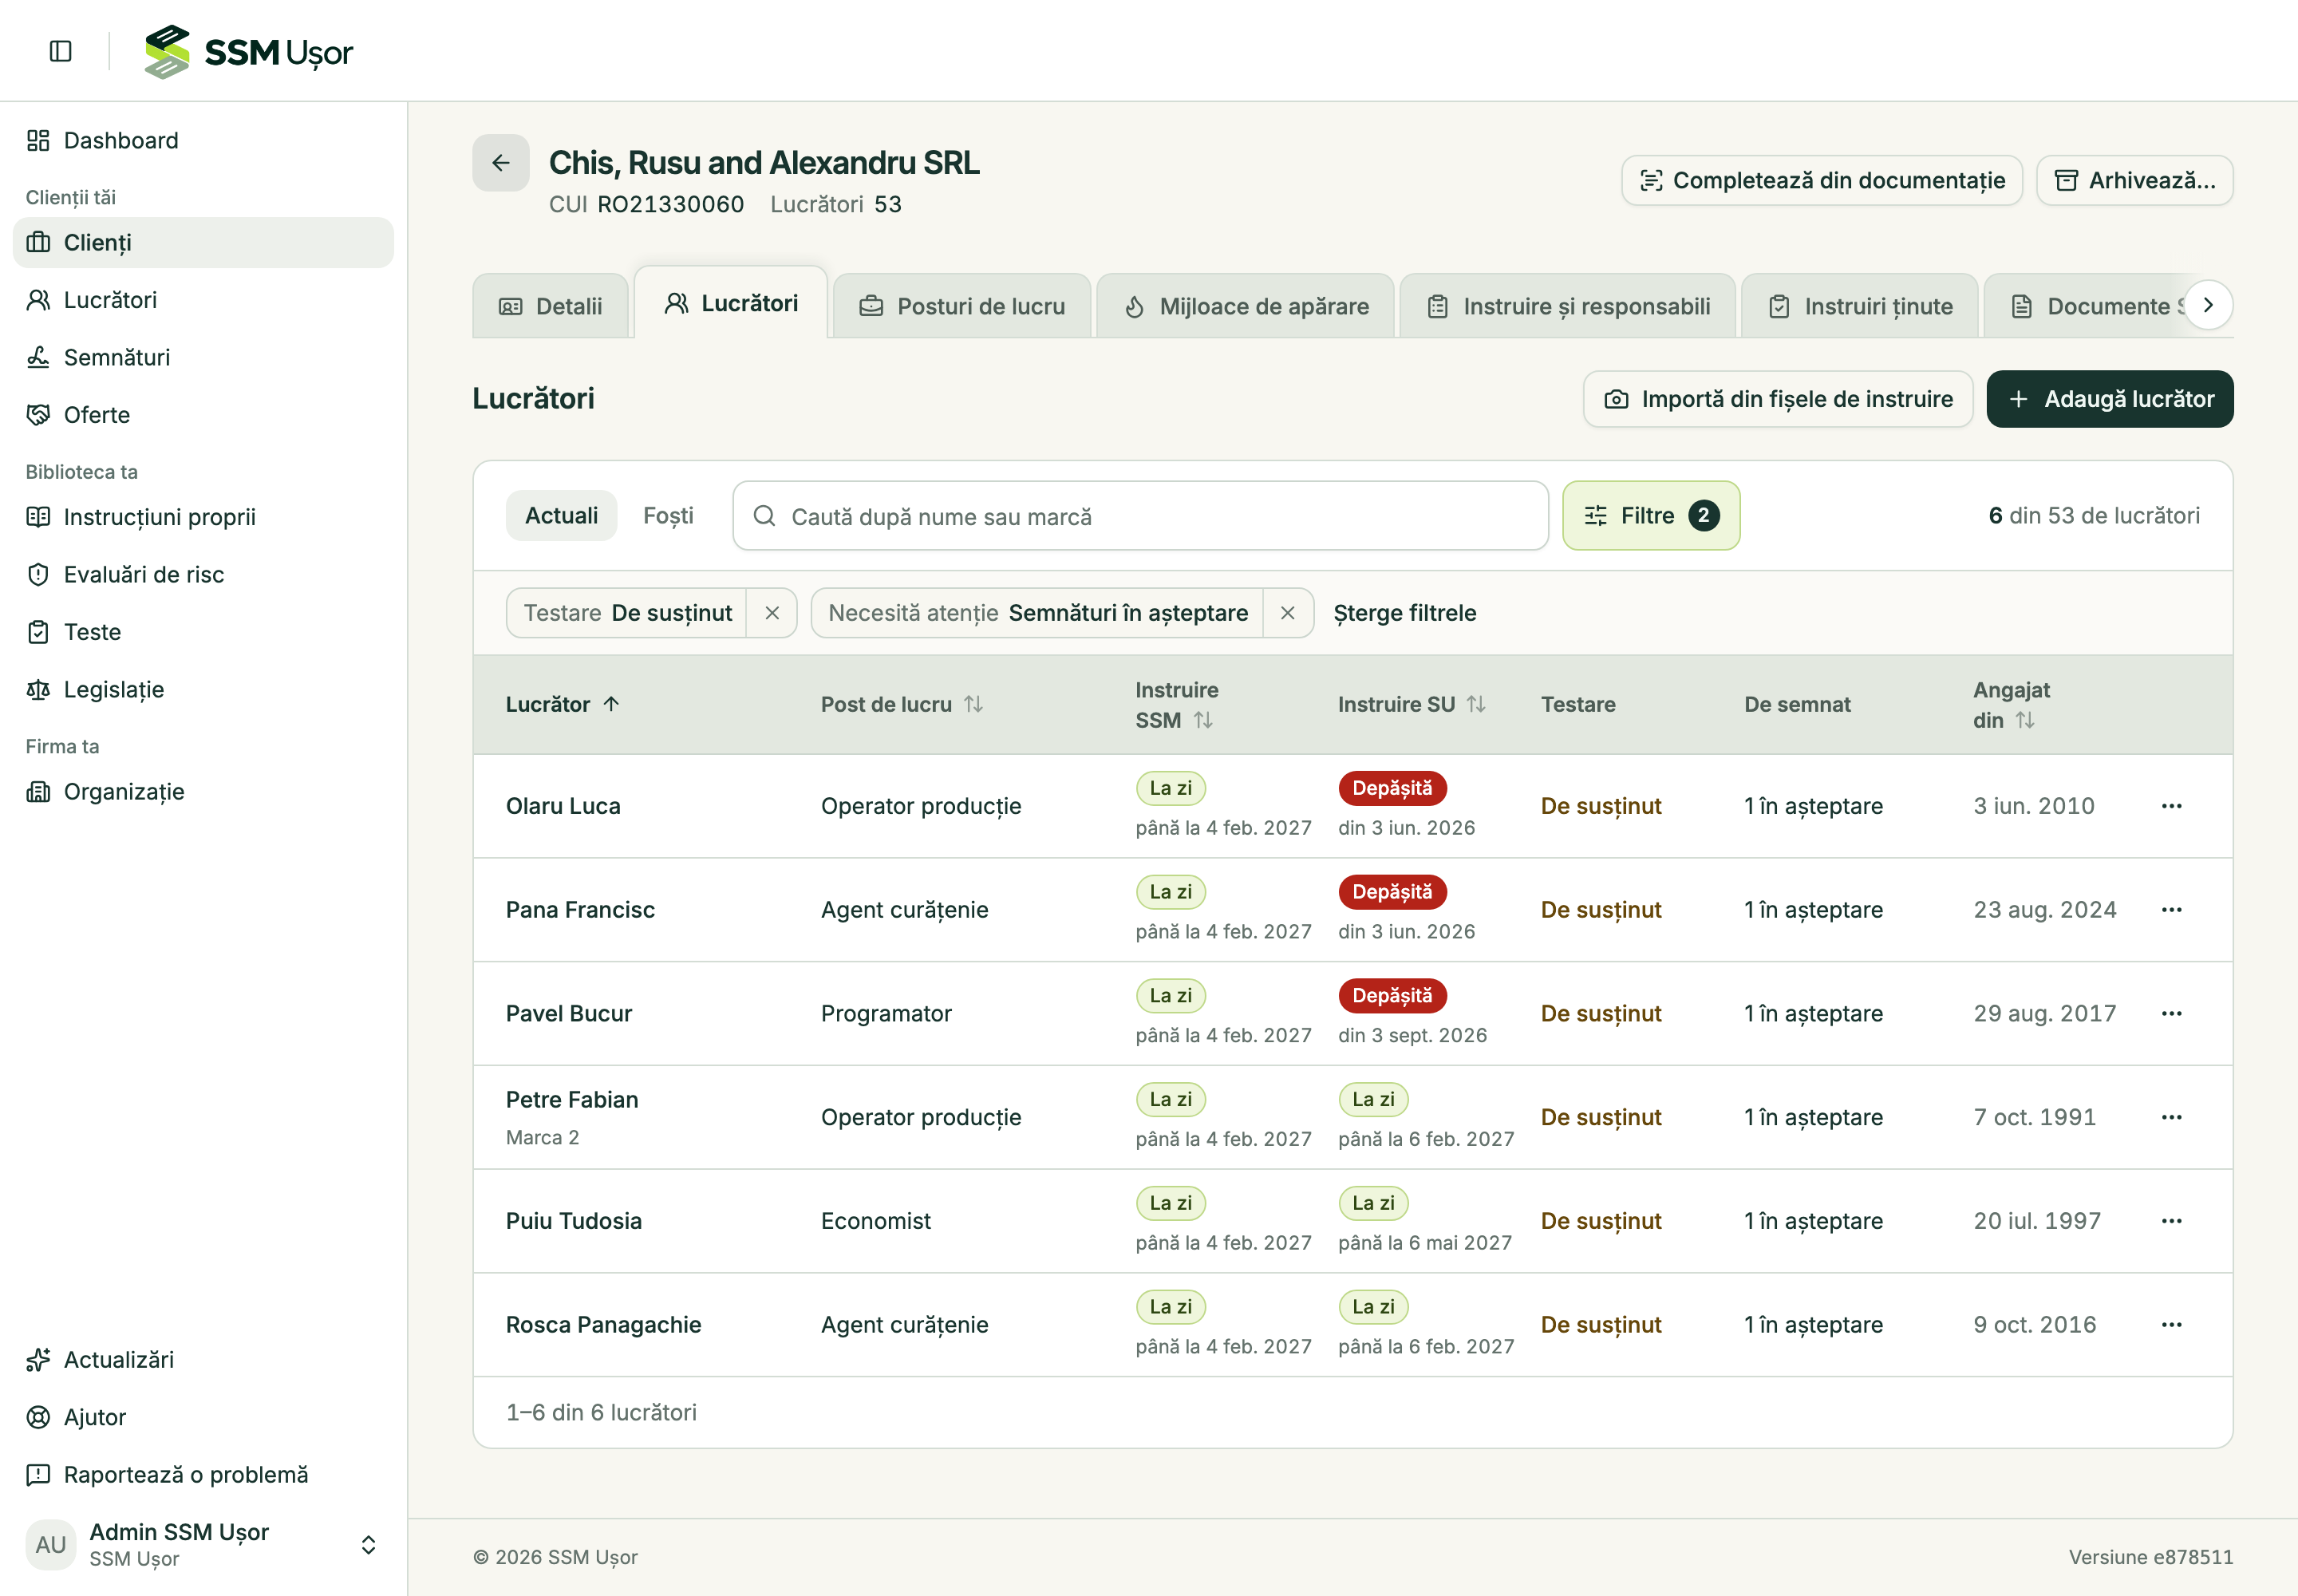 SSM Ușor
Dashboard
Clienții tăi
Clienți
Lucrători
Semnături
Oferte
Biblioteca ta
Instrucțiuni proprii
Evaluări de risc
Teste
Legislație
Firma ta
Organizație
Actualizări
Ajutor
Raportează o problemă
AU
Admin SSM Ușor
SSM Ușor
Chis, Rusu and Alexandru SRL
CUI RO21330060 Lucrători 53
Completează din documentație
Arhivează...
Detalii
Lucrători
Posturi de lucru
Mijloace de apărare
Instruire și responsabili
Instruiri ținute
Documente
Lucrători
Importă din fișele de instruire
Adaugă lucrător
Actuali
Foști
Caută după nume sau marcă
Filtre 2
6 din 53 de lucrători
Testare De susținut
Necesită atenție Semnături în așteptare
Șterge filtrele
Lucrător
Post de lucru
Instruire
SSM
Instruire SU
Testare
De semnat
Angajat
din
Olaru Luca
Operator producție
La zi
până la 4 feb. 2027
Depășită
din 3 iun. 2026
De susținut
1 în așteptare
3 iun. 2010
Pana Francisc
Agent curățenie
La zi
până la 4 feb. 2027
Depășită
din 3 iun. 2026
De susținut
1 în așteptare
23 aug. 2024
Pavel Bucur
Programator
La zi
până la 4 feb. 2027
Depășită
din 3 sept. 2026
De susținut
1 în așteptare
29 aug. 2017
Petre Fabian
Marca 2
Operator producție
La zi
până la 4 feb. 2027
La zi
până la 6 feb. 2027
De susținut
1 în așteptare
7 oct. 1991
Puiu Tudosia
Economist
La zi
până la 4 feb. 2027
La zi
până la 6 mai 2027
De susținut
1 în așteptare
20 iul. 1997
Rosca Panagachie
Agent curățenie
La zi
până la 4 feb. 2027
La zi
până la 6 feb. 2027
De susținut
1 în așteptare
9 oct. 2016
1–6 din 6 lucrători
© 2026 SSM Ușor
Versiune e878511